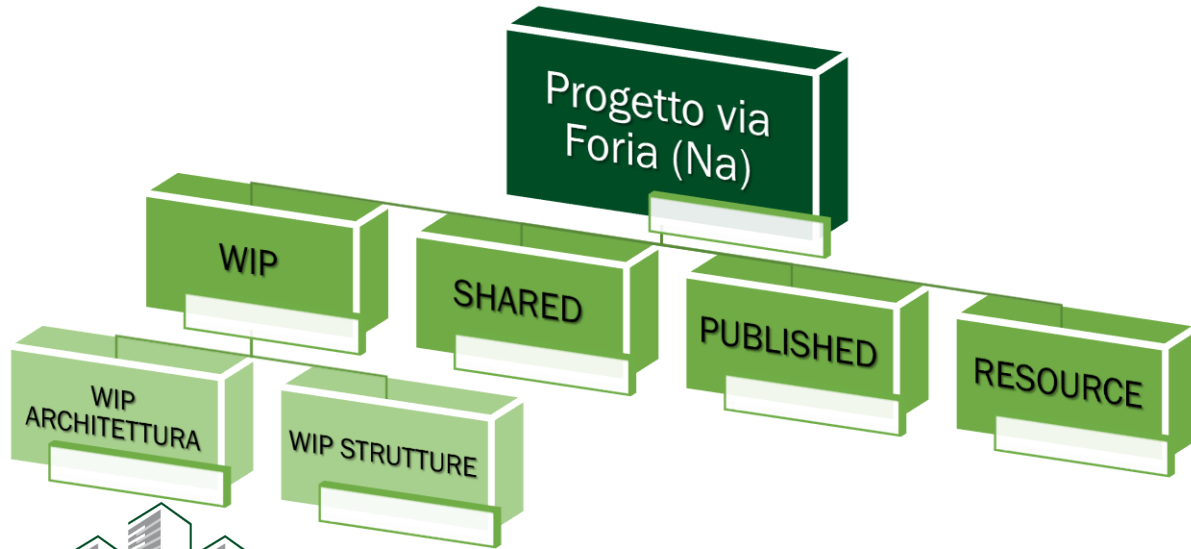 Progetto via
Foria (Na)
WIP
SHARED
PUBLISHED
RESOURCE
WIP
ARCHITETTURA
WIP STRUTTURE